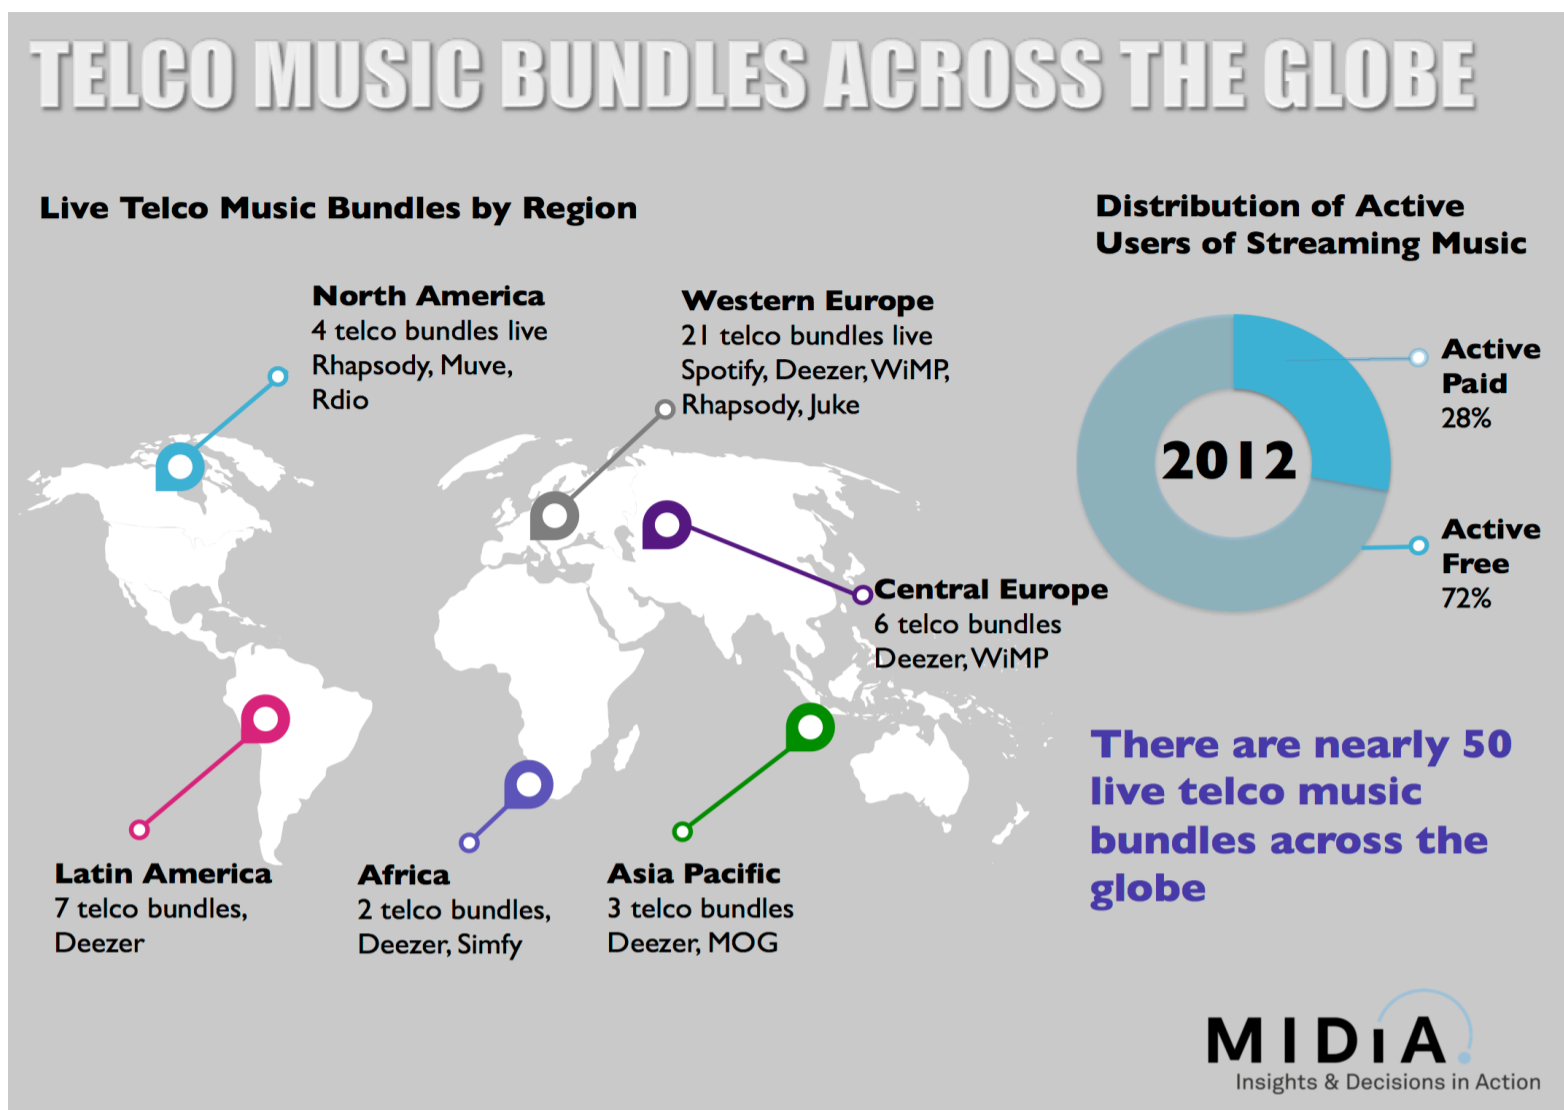 TELCO MUSIC BUNDLES ACROSS THE GLOBE
Live Telco Music Bundles by Region
North America
4 telco bundles live
Rhapsody, Muve,
Rdio
Western Europe
21 telco bundles live
Spotify, Deezer, WiMP,
Rhapsody, Juke
Central Europe
6 telco bundles
Deezer, WiMP
Latin America
7 telco bundles,
Deezer
Africa
2 telco bundles,
Deezer, Simfy
Asia Pacific
3 telco bundles
Deezer, MOG
Distribution of Active
Users of Streaming Music
2012
Active
Paid
28%
Active
Free
72%
There are nearly 50
live telco music
bundles across the
globe
MIDiA
Insights & Decisions in Action